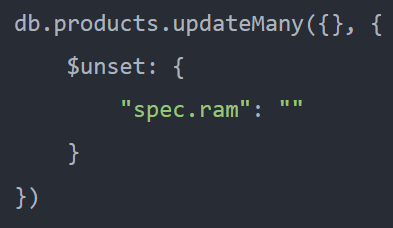 db.products.updateMany({}, {
    $unset: {
        "spec.ram": ""
    }
})